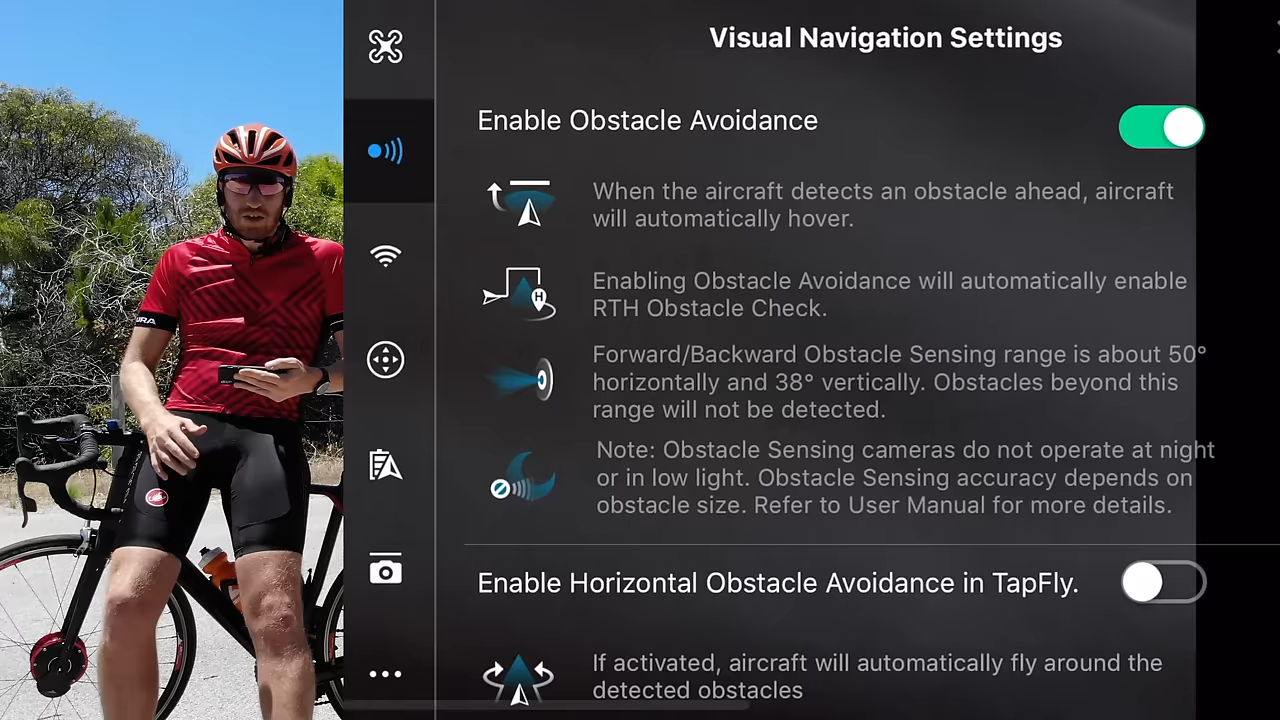 Visual Navigation Settings
Enable Obstacle Avoidance
When the aircraft detects an obstacle ahead, aircraft
will automatically hover.
Enabling Obstacle Avoidance will automatically enable
RTH Obstacle Check.
H
Forward/Backward Obstacle Sensing range is about 50°
horizontally and 38° vertically. Obstacles beyond this
range will not be detected.
Note: Obstacle Sensing cameras do not operate at night
or in low light. Obstacle Sensing accuracy depends on
obstacle size. Refer to User Manual for more details.
Enable Horizontal Obstacle Avoidance in TapFly.
If activated, aircraft will automatically fly around the
detected obstacles